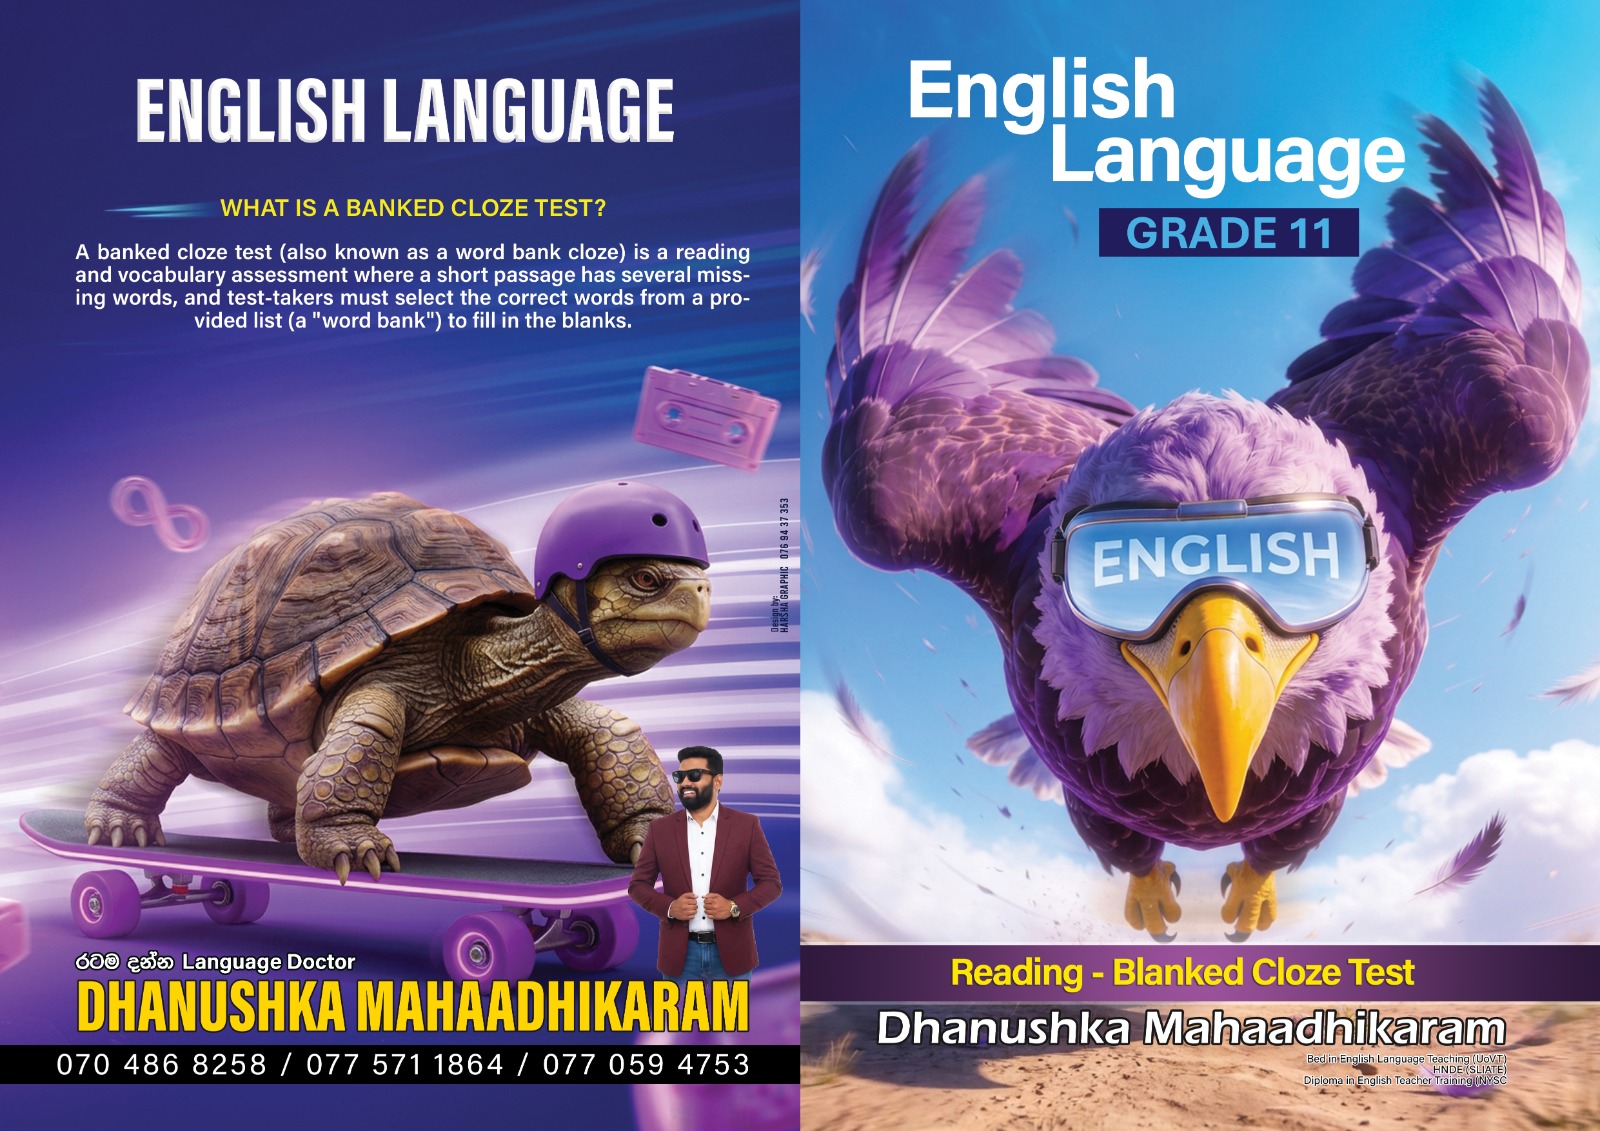 ENGLISH LANGUAGE
WHAT IS A BANKED CLOZE TEST?
A banked cloze test (also known as a word bank cloze) is a reading
and vocabulary assessment where a short passage has several miss-
ing words, and test-takers must select the correct words from a pro-
vided list (a "word bank") to fill in the blanks.
Design by:
HARSHA GRAPHIC 076 94 37 353
රටම දන්න Language Doctor
DHANUSHKA MAHAADHIKARAM
070 486 8258 / 077 571 1864 / 077 059 4753
English
Language
GRADE 11
ENGLISH
Reading - Blanked Cloze Test
Dhanushka Mahaadhikaram
Bed in English Language Teaching (UoVT)
HNDE (SLIATE)
Diploma in English Teacher Training (NYSC